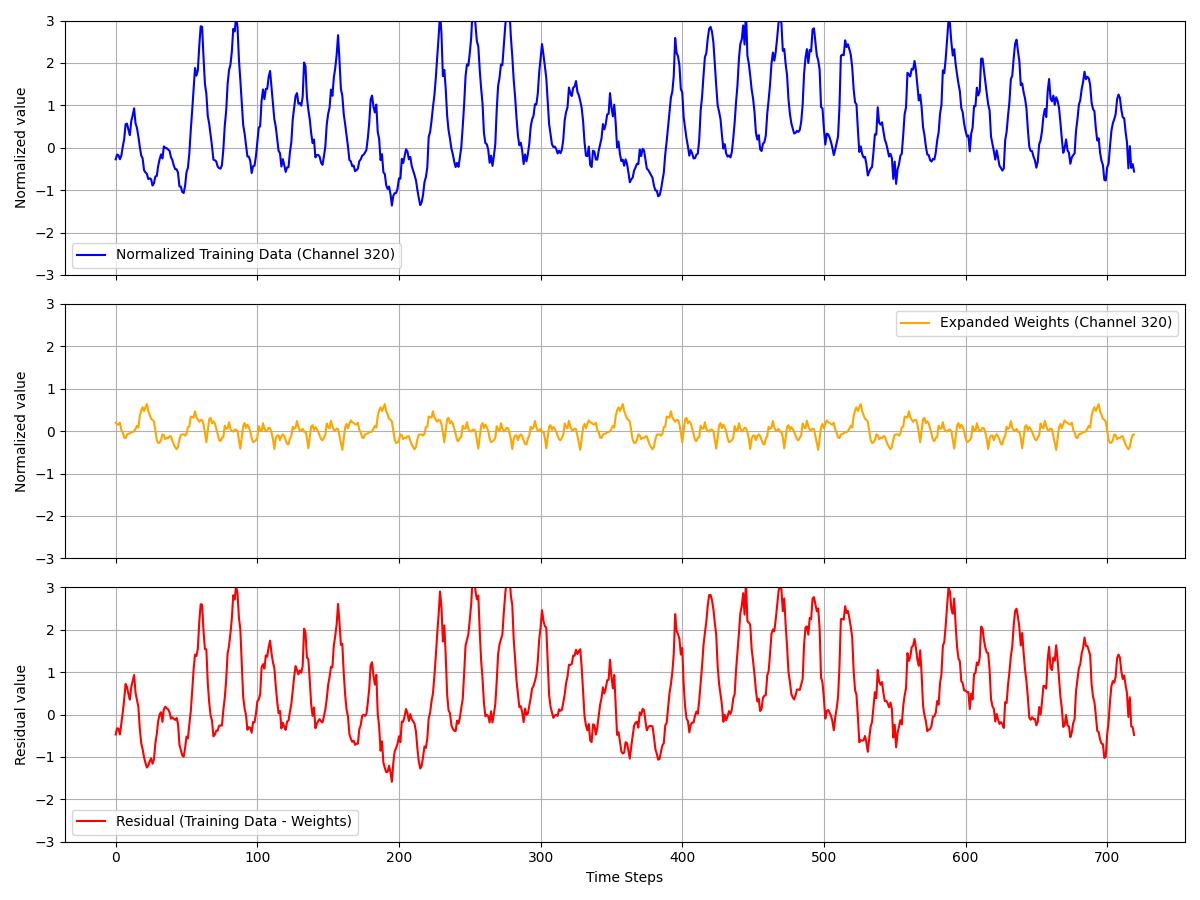 3
2
1
0
−1
−2
−3
Normalized value
Normalized Training Data (Channel 320)
3
2
1
0
−1
−2
−3
Normalized value
Expanded Weights (Channel 320)
3
2
1
0
−1
−2
−3
Residual value
Residual (Training Data - Weights)
0 100 200 300 400 500 600 700
Time Steps